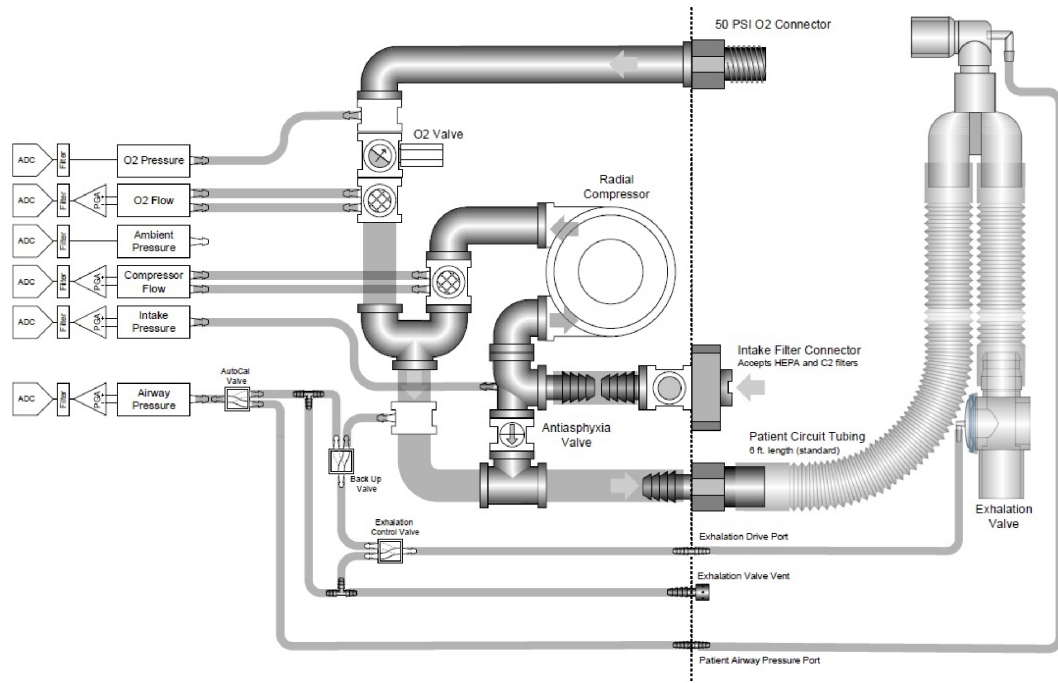 50 PSI O2 Connector
O2 Valve
Radial
Compressor
ADC
Filter
O2 Pressure
ADC
Filter
PGA
+
-
O2 Flow
ADC
Filter
Ambient
Pressure
ADC
Filter
PGA
+
-
Compressor
Flow
ADC
Filter
PGA
+
-
Intake
Pressure
Intake Filter Connector
Accepts HEPA and C2 filters
AutoCal
Valve
ADC
Filter
PGA
+
-
Airway
Pressure
Antiasphyxia
Valve
Patient Circuit Tubing
6 ft. length (standard)
Back Up
Valve
Exhalation
Valve
Exhalation
Control Valve
Exhalation Drive Port
Exhalation Valve Vent
Patient Airway Pressure Port